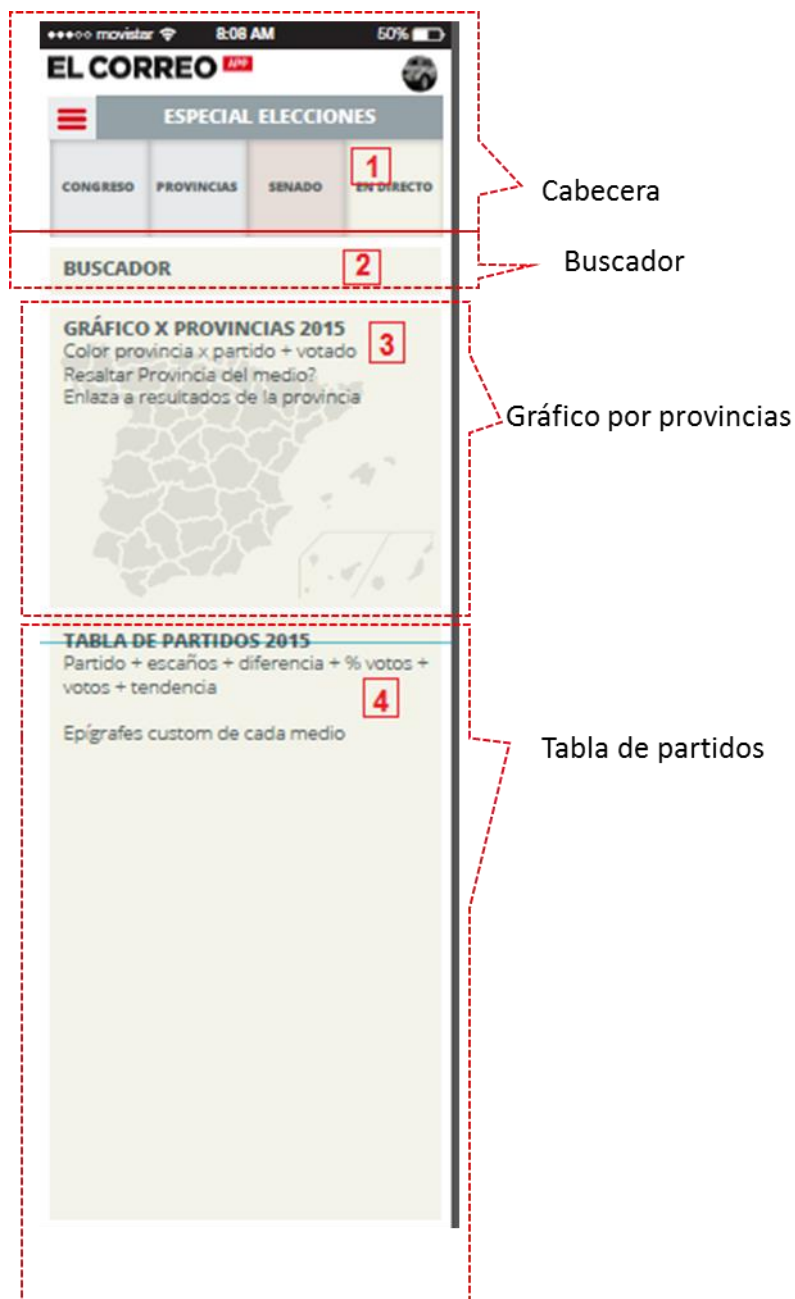 movistar 8:08 AM 50%
EL CORREO APP
ESPECIAL ELECCIONES
1
CONGRESO PROVINCIAS SENADO EN DIRECTO
Cabecera
BUSCADOR 2
Buscador
GRÁFICO X PROVINCIAS 2015
Color provincia x partido + votado 3
Resaltar Provincia del medio?
Enlaza a resultados de la provincia
Gráfico por provincias
TABLA DE PARTIDOS 2015
Partido + escaños + diferencia + % votos +
votos + tendencia
4
Epígrafes custom de cada medio
Tabla de partidos